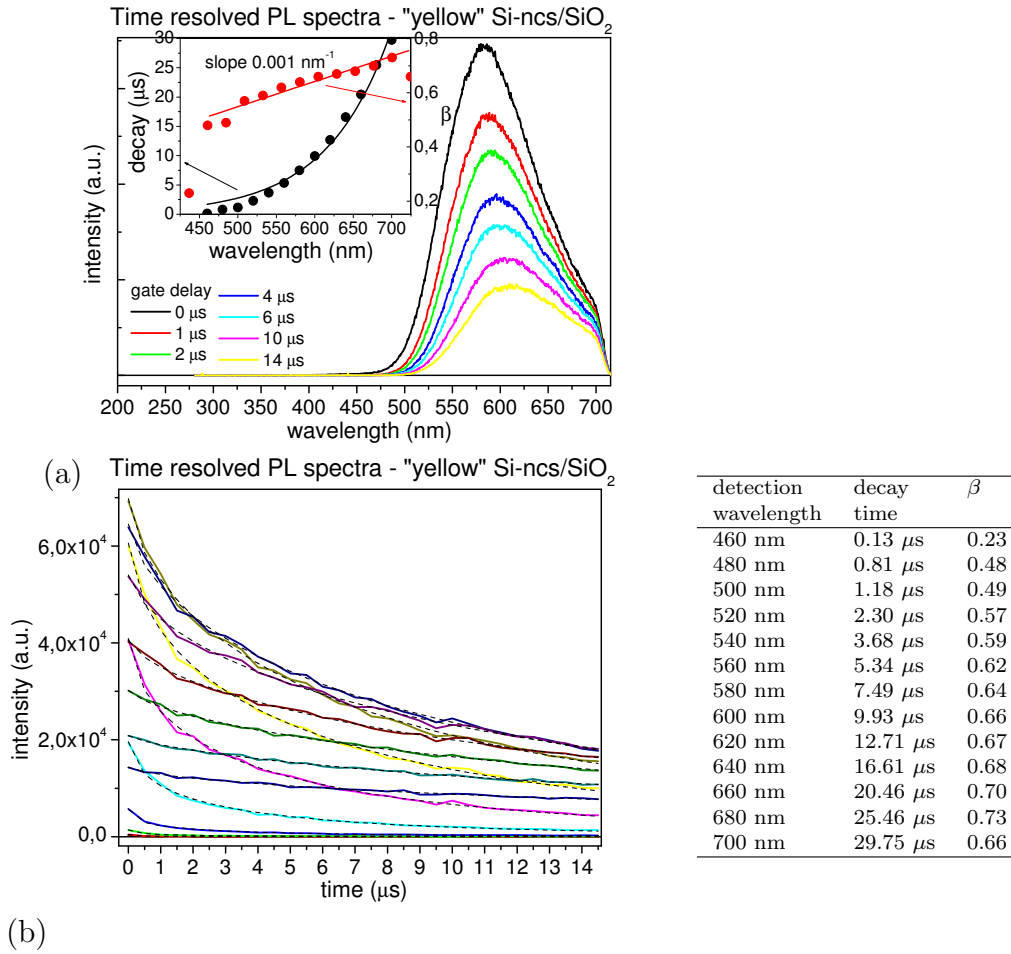 Time resolved PL spectra - "yellow" Si-ncs/SiO2
30
25
20
15
10
5
0
decay (μs)
slope 0.001 nm-1
0,8
0,6
0,4
0,2
β
450 500 550 600 650 700
wavelength (nm)
intensity (a.u.)
gate delay
0 μs
1 μs
2 μs
4 μs
6 μs
10 μs
14 μs
200 250 300 350 400 450 500 550 600 650 700
wavelength (nm)
(a)
Time resolved PL spectra - "yellow" Si-ncs/SiO2
6,0x10^4
4,0x10^4
2,0x10^4
0,0
intensity (a.u.)
0 1 2 3 4 5 6 7 8 9 10 11 12 13 14
time (μs)
(b)
detection decay β
wavelength time
460 nm 0.13 μs 0.23
480 nm 0.81 μs 0.48
500 nm 1.18 μs 0.49
520 nm 2.30 μs 0.57
540 nm 3.68 μs 0.59
560 nm 5.34 μs 0.62
580 nm 7.49 μs 0.64
600 nm 9.93 μs 0.66
620 nm 12.71 μs 0.67
640 nm 16.61 μs 0.68
660 nm 20.46 μs 0.70
680 nm 25.46 μs 0.73
700 nm 29.75 μs 0.66